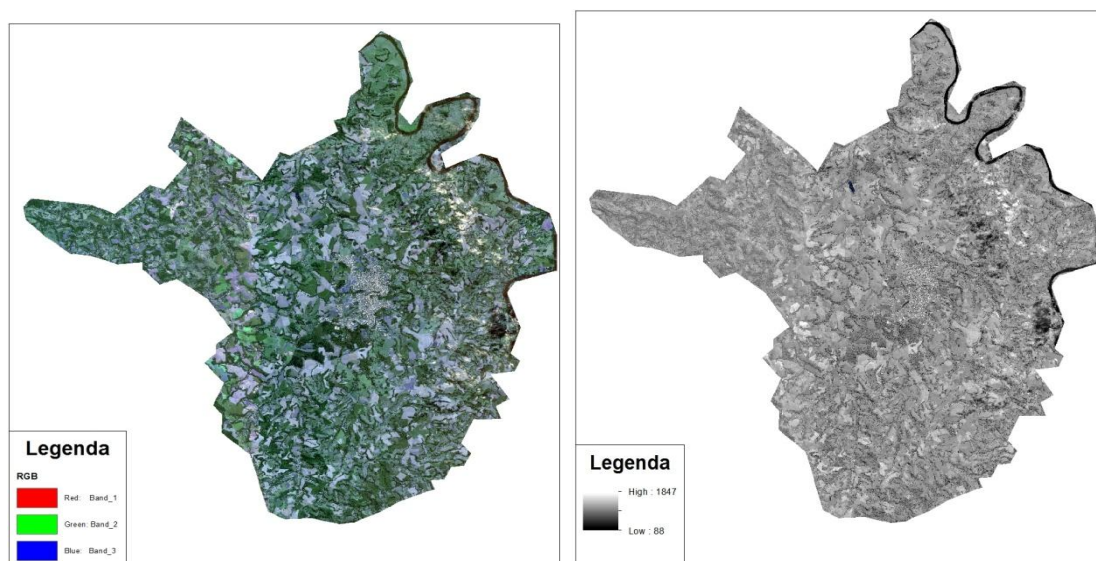 Legenda
RGB
Red: Band_1
Green: Band_2
Blue: Band_3
Legenda
High : 1847
Low : 88